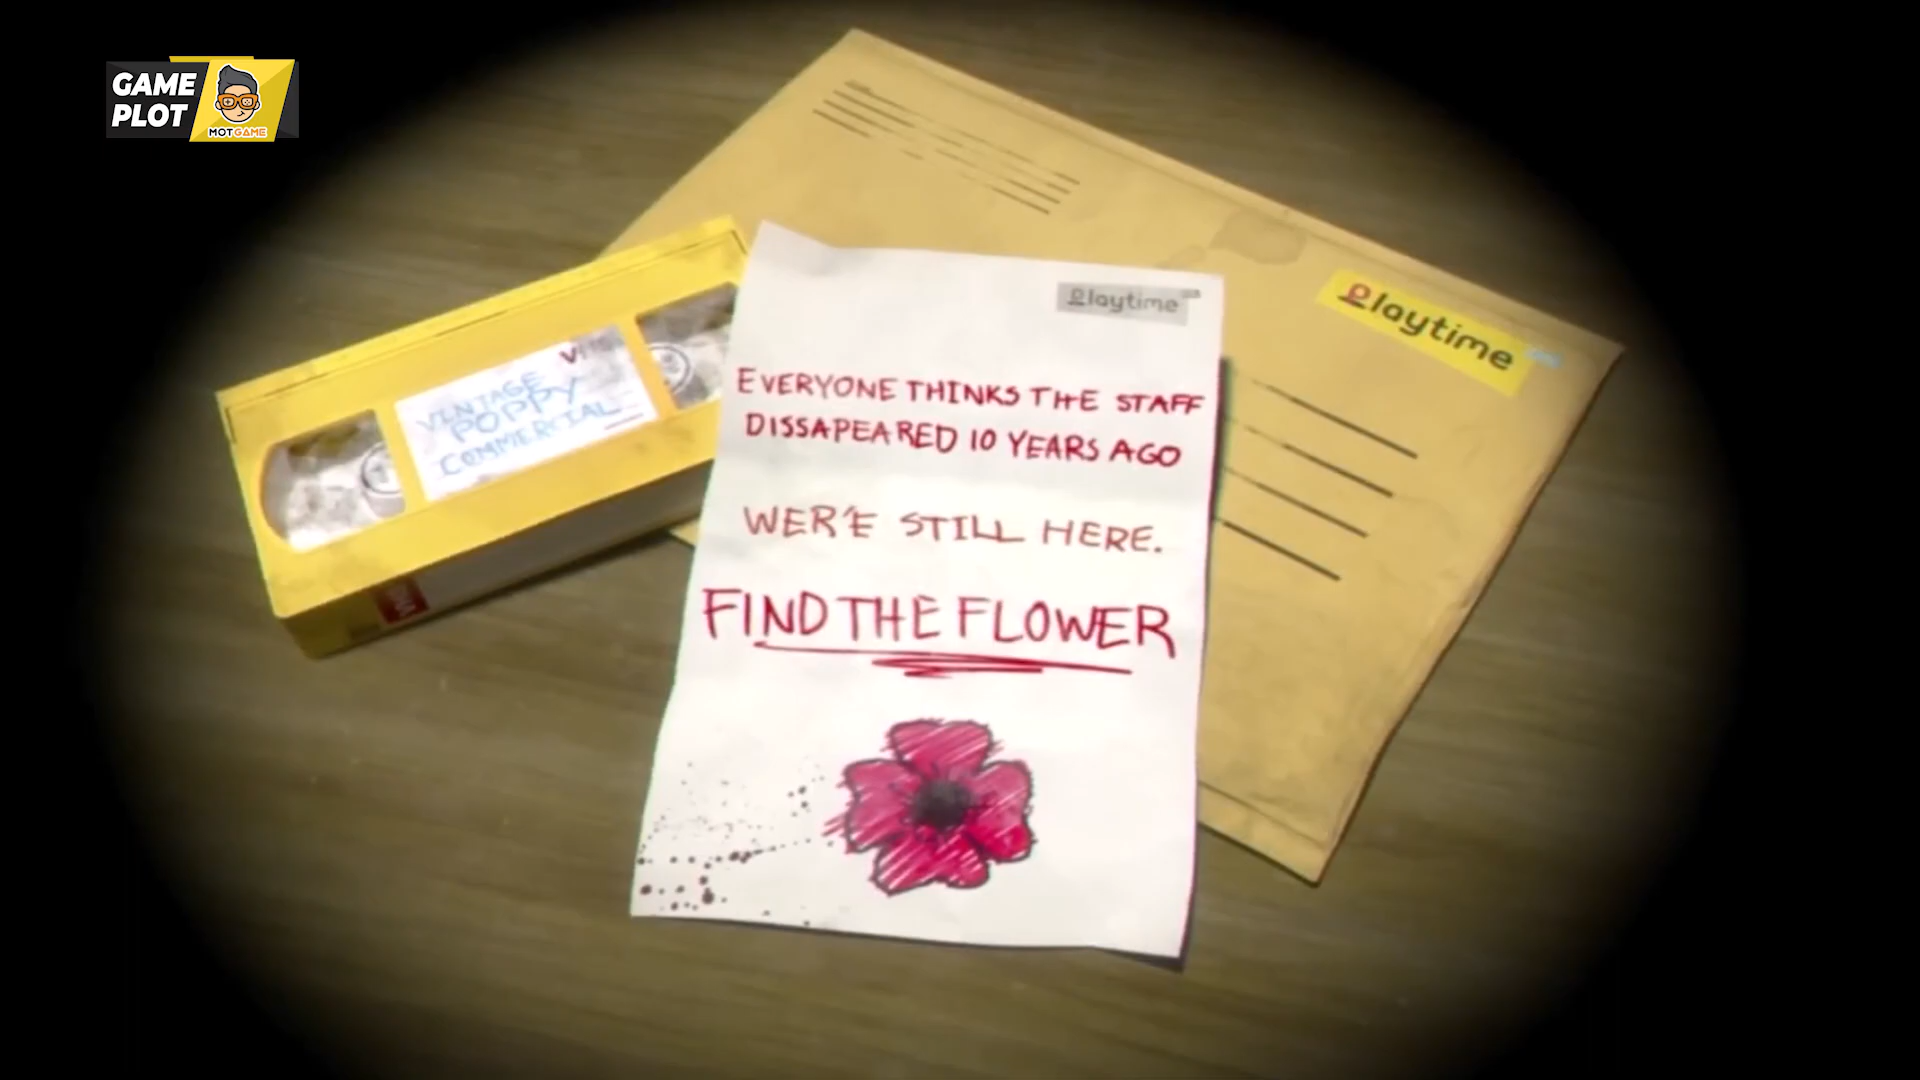 GAME
PLOT
MOTGAME
Playtime
Playtime
VINTAGE
POPPY
COMMERCIAL
EVERYONE THINKS THE STAFF
DISSAPEARED 10 YEARS AGO
WER'E STILL HERE.
FIND THE FLOWER